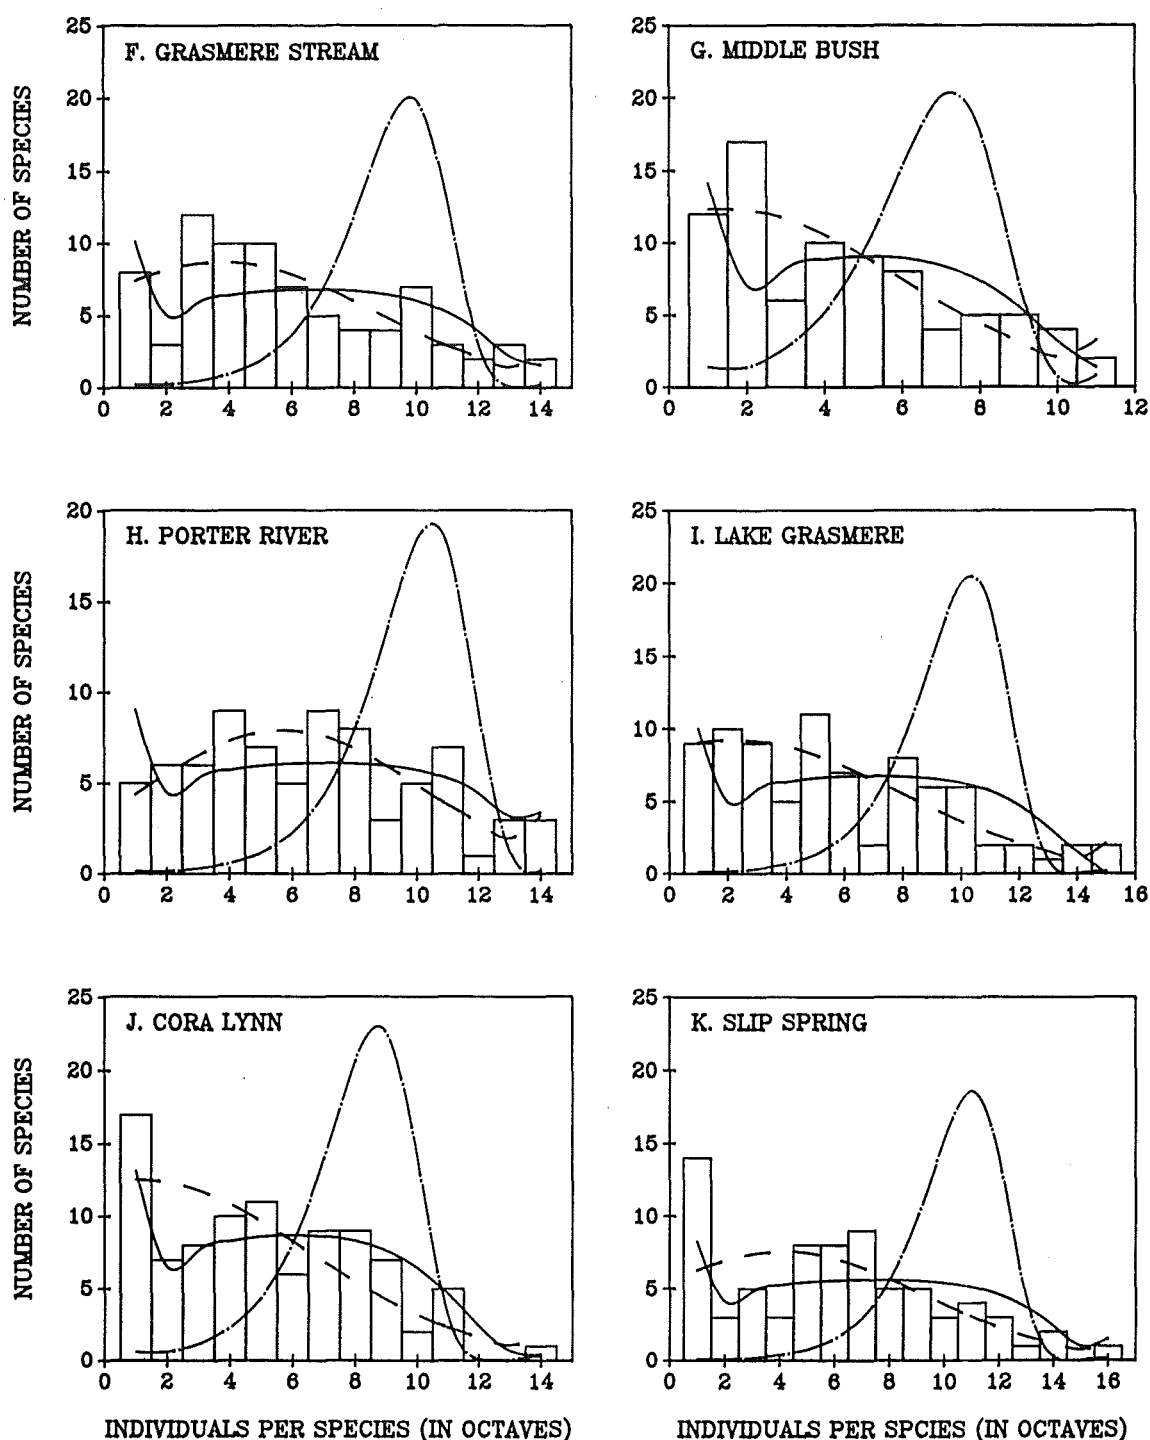 F. GRASMERE STREAM
NUMBER OF SPECIES
25
20
15
10
5
0
0 2 4 6 8 10 12 14
G. MIDDLE BUSH
25
20
15
10
5
0
0 2 4 6 8 10 12
H. PORTER RIVER
NUMBER OF SPECIES
20
15
10
5
0
0 2 4 6 8 10 12 14
I. LAKE GRASMERE
25
20
15
10
5
0
0 2 4 6 8 10 12 14 16
J. CORA LYNN
NUMBER OF SPECIES
25
20
15
10
5
0
0 2 4 6 8 10 12 14
INDIVIDUALS PER SPECIES (IN OCTAVES)
K. SLIP SPRING
25
20
15
10
5
0
0 2 4 6 8 10 12 14 16
INDIVIDUALS PER SPCIES (IN OCTAVES)